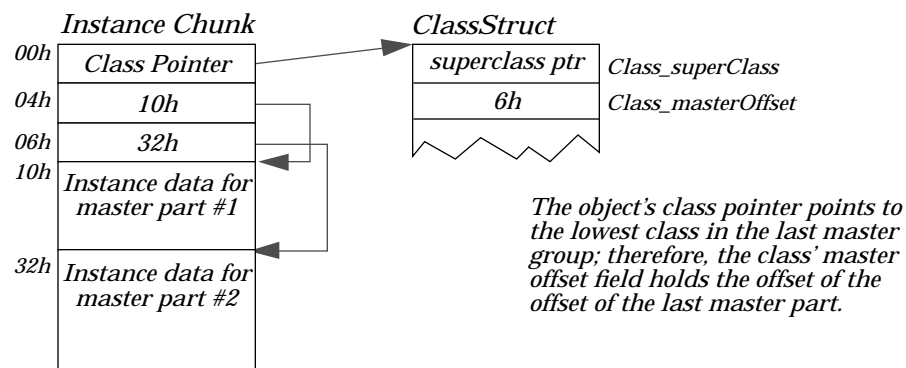 Instance Chunk
ClassStruct
00h
Class Pointer
superclass ptr
Class_superClass
04h
10h
6h
Class_masterOffset
06h
32h
10h
Instance data for
master part #1
32h
Instance data for
master part #2
The object's class pointer points to
the lowest class in the last master
group; therefore, the class' master
offset field holds the offset of the
offset of the last master part.